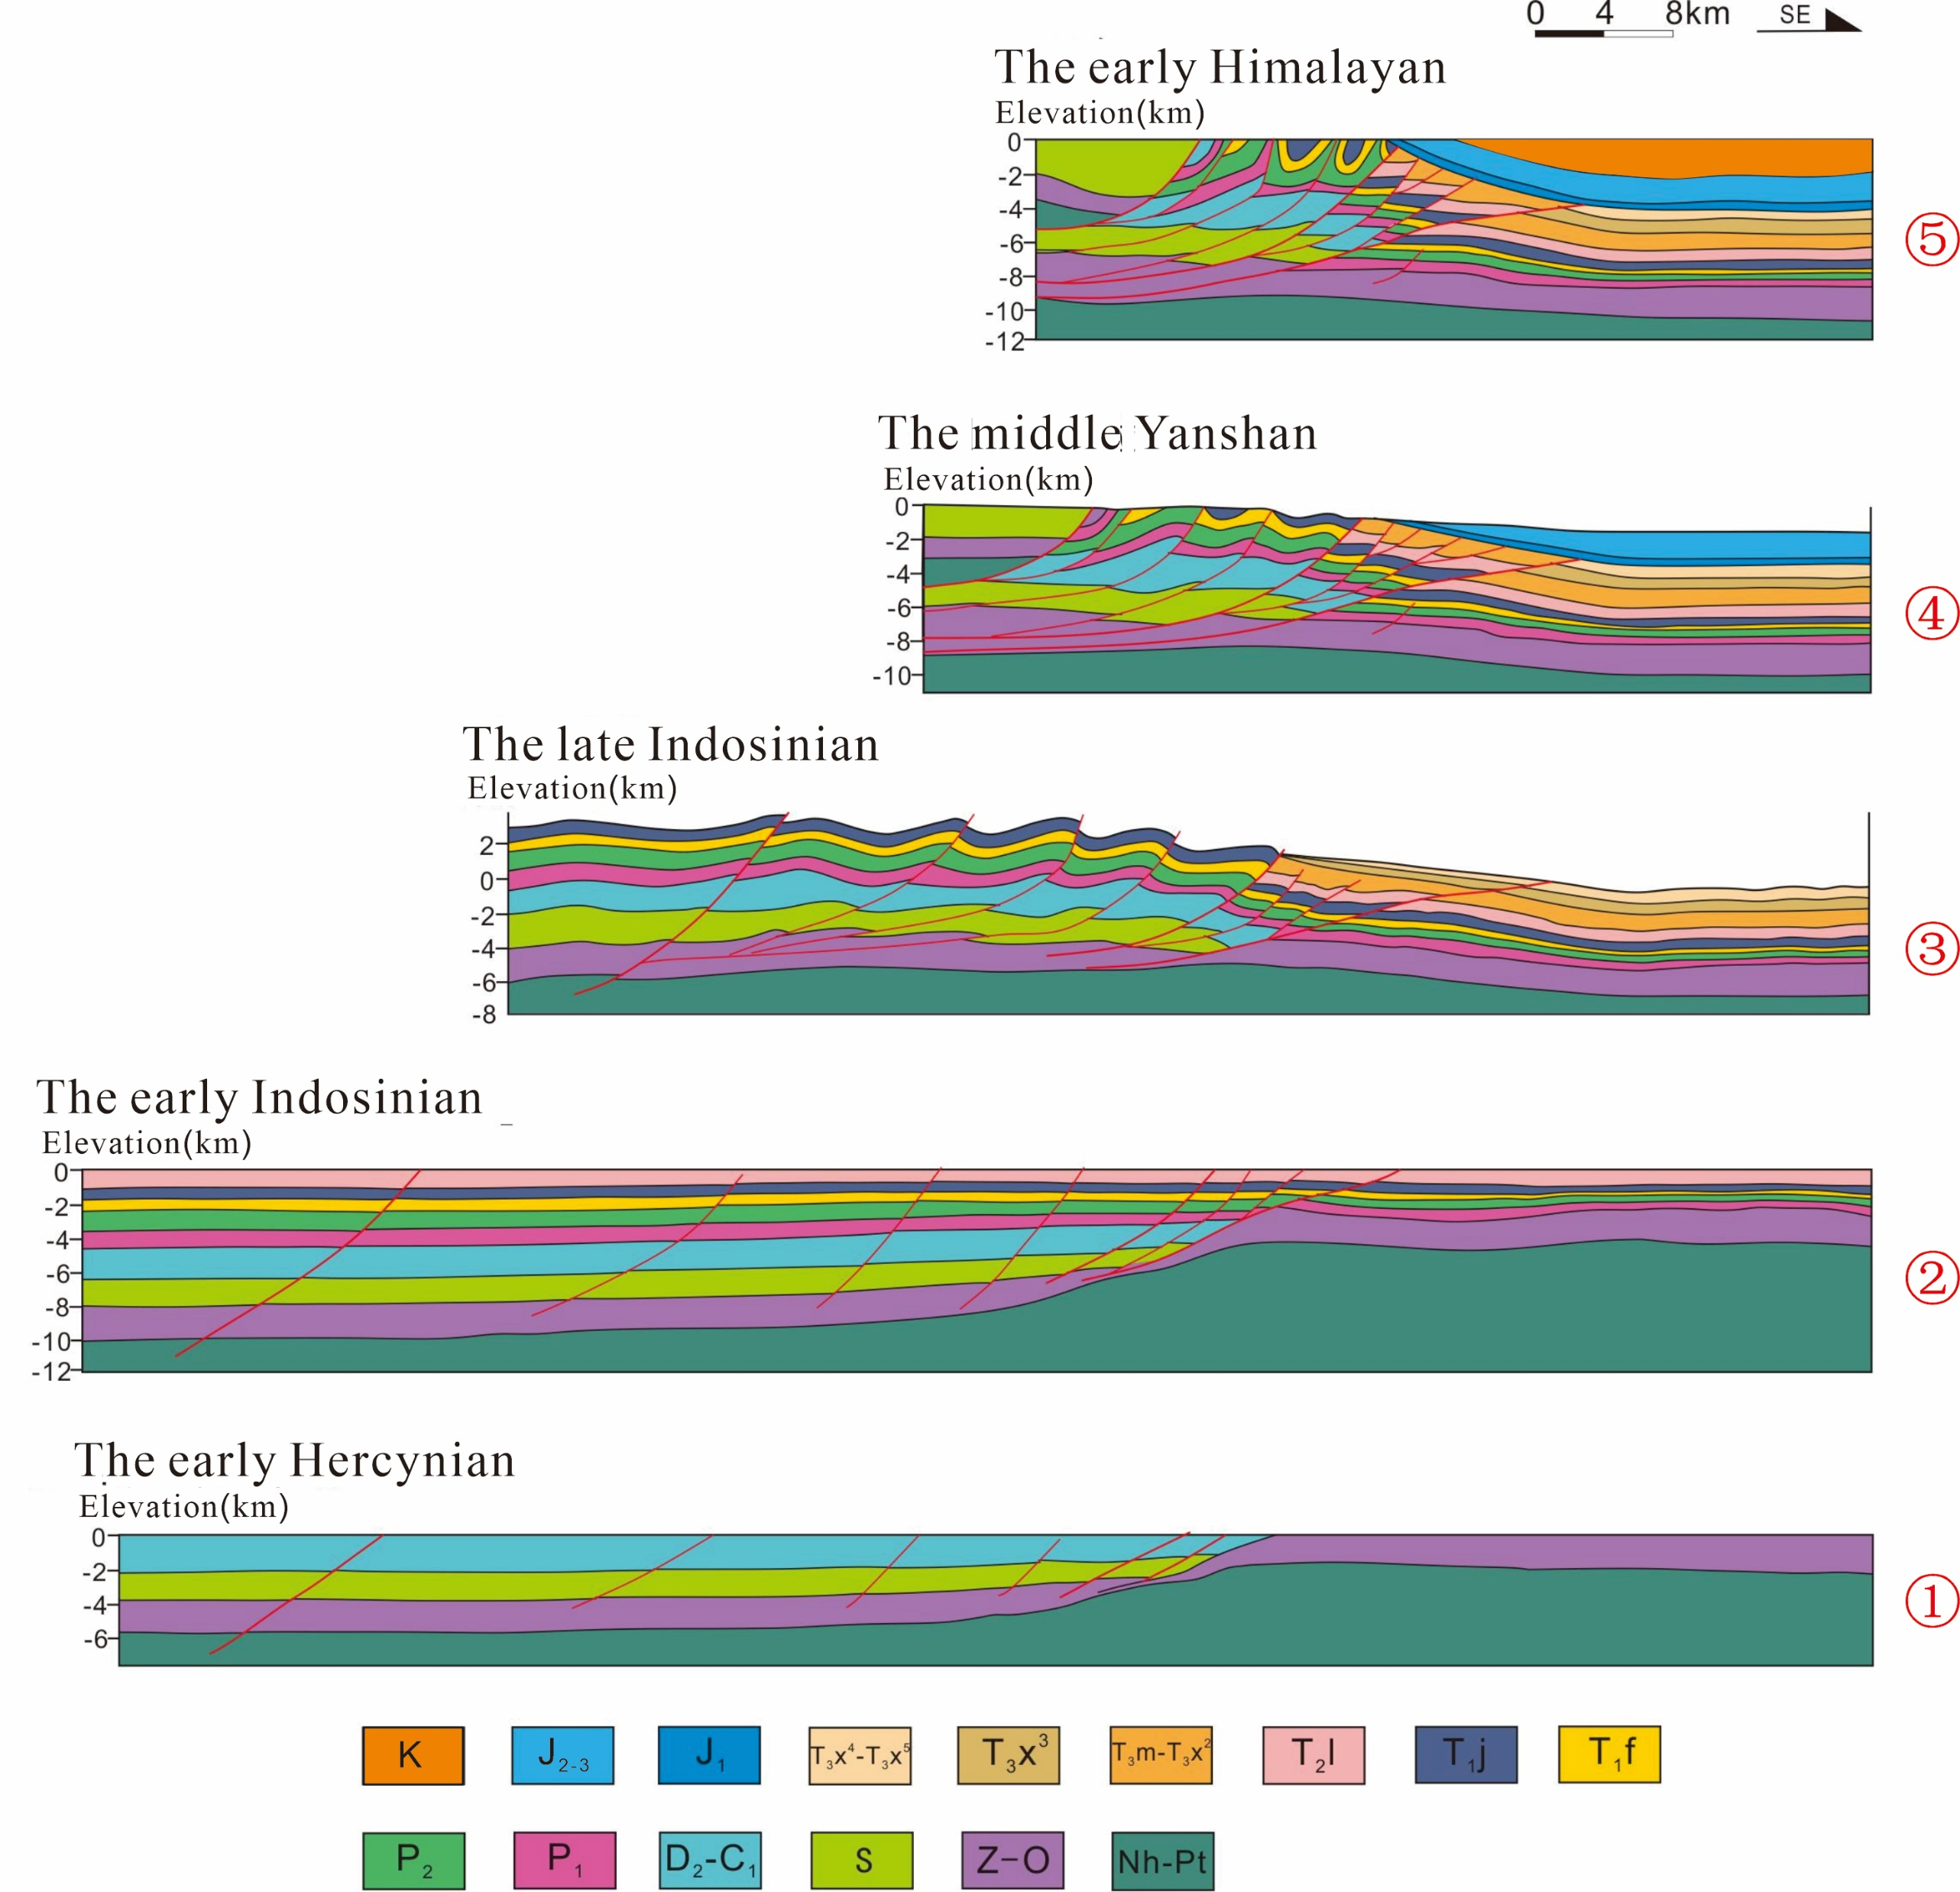 0 4 8km SE
The early Himalayan
Elevation(km)
0
-2
-4
-6
-8
-10
-12
⑤
The middle Yanshan
Elevation(km)
0
-2
-4
-6
-8
-10
④
The late Indosinian
Elevation(km)
2
0
-2
-4
-6
-8
③
The early Indosinian
Elevation(km)
0
-2
-4
-6
-8
-10
-12
②
The early Hercynian
Elevation(km)
0
-2
-4
-6
①
K J₂₋₃ J₁ T₃x⁴-T₃x⁵ T₃x³ T₃m-T₃x² T₂l T₁j T₁f
P₂ P₁ D₂-C₁ S Z-O Nh-Pt